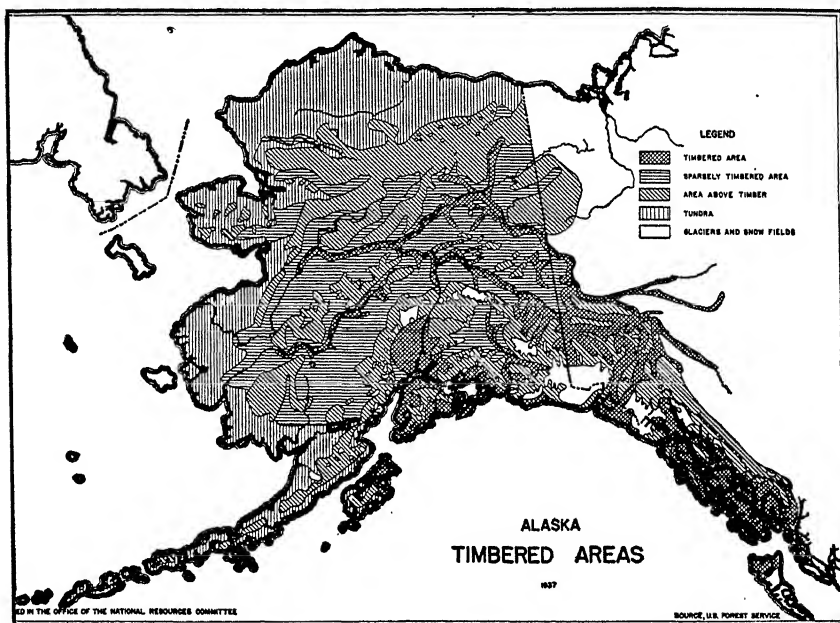 LEGEND
TIMBERED AREA
SPARSELY TIMBERED AREA
AREA ABOVE TIMBER
TUNDRA
GLACIERS AND SNOW FIELDS
ALASKA
TIMBERED AREAS
1937
ED IN THE OFFICE OF THE NATIONAL RESOURCES COMMITTEE
SOURCE, U.S. FOREST SERVICE